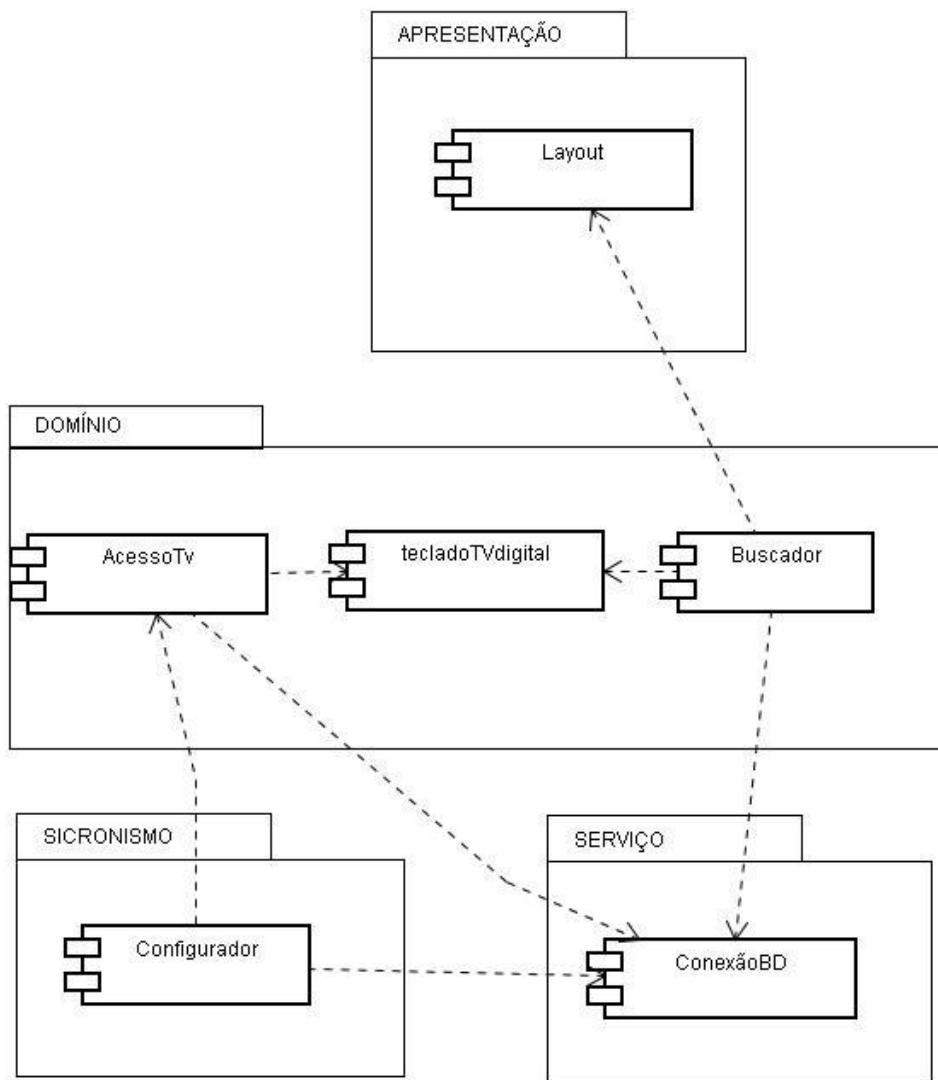 APRESENTAÇÃO
Layout
DOMÍNIO
AcessoTv
tecladoTVdigital
Buscador
SICRONISMO
Configurador
SERVIÇO
ConexãoBD